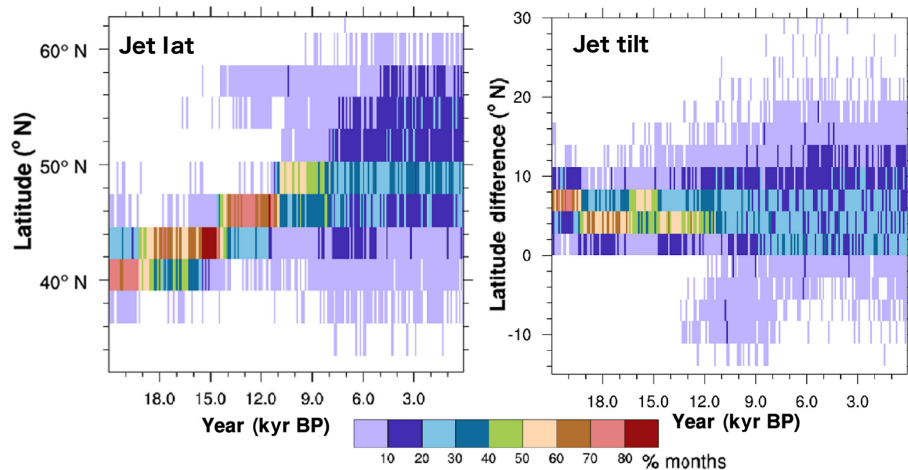 Jet lat
60° N
50° N
40° N
Latitude (° N)
18.0 15.0 12.0 9.0 6.0 3.0
Year (kyr BP)
Jet tilt
30
20
10
0
-10
Latitude difference (° N)
18.0 15.0 12.0 9.0 6.0 3.0
Year (kyr BP)
10 20 30 40 50 60 70 80
% months